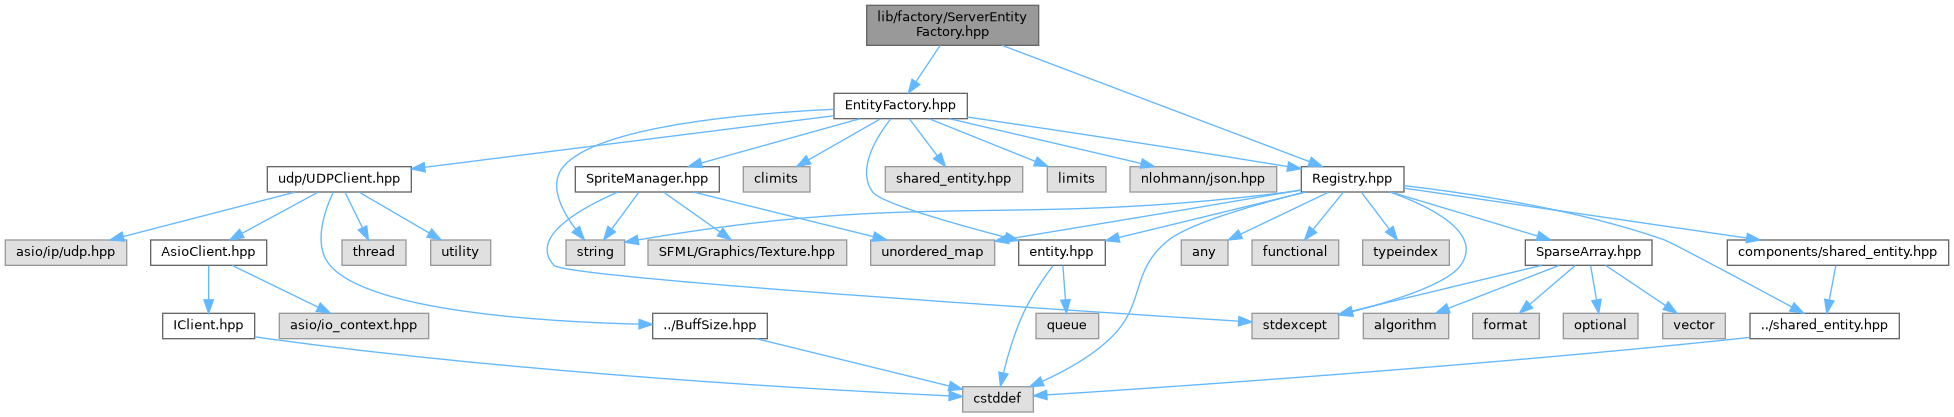 lib/factory/ServerEntity
Factory.hpp
EntityFactory.hpp
udp/UDPClient.hpp
SpriteManager.hpp
climits
shared_entity.hpp
limits
nlohmann/json.hpp
Registry.hpp
asio/ip/udp.hpp
AsioClient.hpp
thread
utility
string
SFML/Graphics/Texture.hpp
unordered_map
entity.hpp
any
functional
typeindex
SparseArray.hpp
components/shared_entity.hpp
IClient.hpp
asio/io_context.hpp
../BuffSize.hpp
queue
stdexcept
algorithm
format
optional
vector
../shared_entity.hpp
cstddef